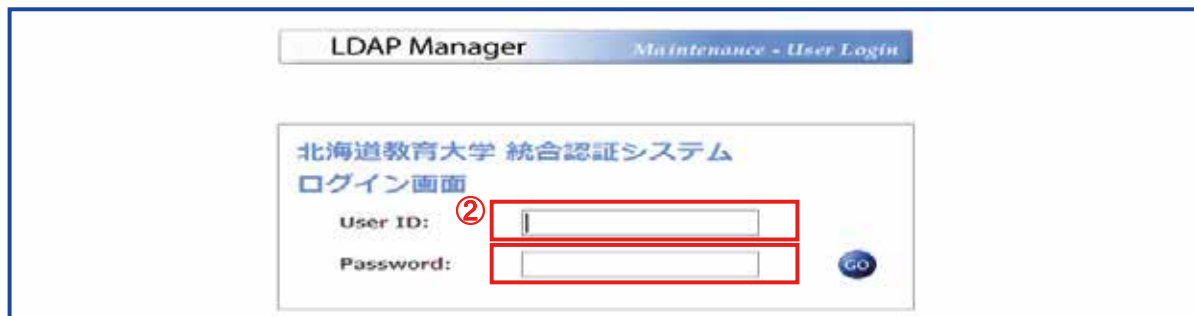 LDAP Manager Maintenance - User Login
北海道教育大学 統合認証システム
ログイン画面
② User ID:
Password: GO